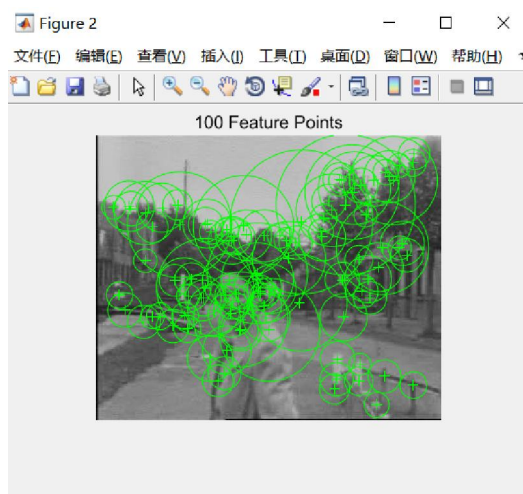 Figure 2
文件(F) 编辑(E) 查看(V) 插入(I) 工具(T) 桌面(D) 窗口(W) 帮助(H)
100 Feature Points